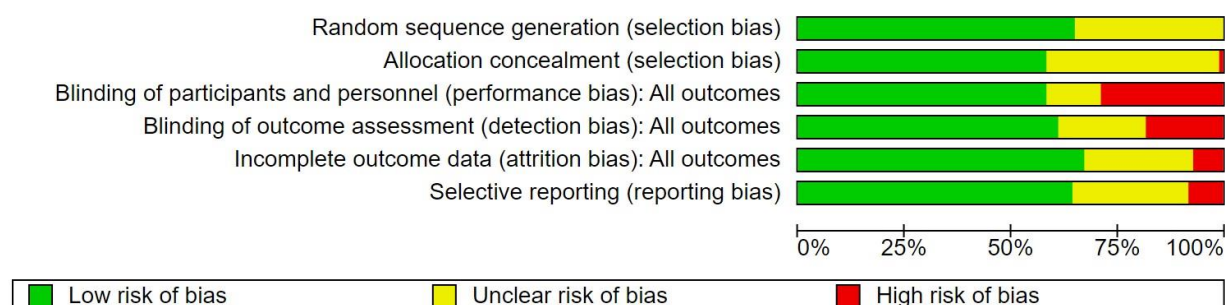 Random sequence generation (selection bias)
Allocation concealment (selection bias)
Blinding of participants and personnel (performance bias): All outcomes
Blinding of outcome assessment (detection bias): All outcomes
Incomplete outcome data (attrition bias): All outcomes
Selective reporting (reporting bias)
0% 25% 50% 75% 100%
Low risk of bias Unclear risk of bias High risk of bias